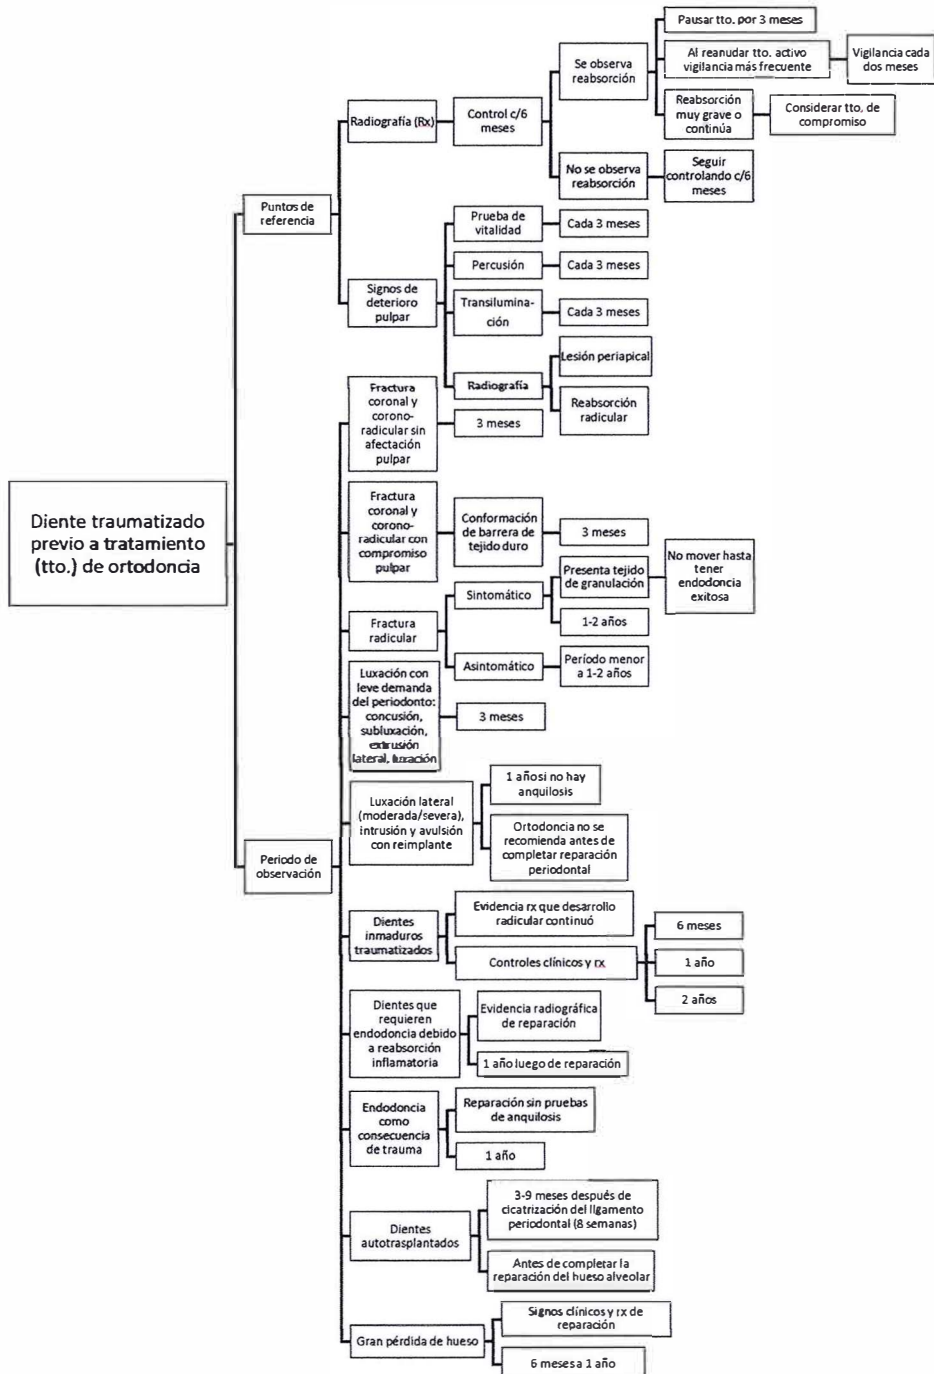 Diente traumatizado
previo a tratamiento
(tto.) de ortodoncia
Puntos de
referencia
Radiografía (Rx)
Control c/6
meses
Se observa
reabsorción
Pausar tto. por 3 meses
Al reanudar tto. activo
vigilancia más frecuente
Vigilancia cada
dos meses
Reabsorción
muy grave o
continúa
Considerar tto. de
compromiso
No se observa
reabsorción
Seguir
controlando c/6
meses
Signos de
deterioro
pulpar
Prueba de
vitalidad
Cada 3 meses
Percusión
Cada 3 meses
Transilumina-
ción
Cada 3 meses
Radiografía
Lesión periapical
Reabsorción
radicular
Periodo de
observación
Fractura
coronal y
corono-
radicular sin
afectación
pulpar
3 meses
Fractura
coronal y
corono-
radicular con
compromiso
pulpar
Conformación
de barrera de
tejido duro
3 meses
Fractura
radicular
Sintomático
Presenta tejido
de granulación
No mover hasta
tener
endodoncia
exitosa
1-2 años
Asintomático
Período menor
a 1-2 años
Luxación con
leve demanda
del periodonto:
concusión,
subluxación,
extrusión
lateral, luxación
3 meses
Luxación lateral
(moderada/severa),
intrusión y avulsión
con reimplante
1 añosi no hay
anquilosis
Ortodoncia no se
recomienda antes de
completar reparación
periodontal
Dientes
inmaduros
traumatizados
Evidencia rx que desarrollo
radicular continuó
Controles clínicos y rx
6 meses
1 año
2 años
Dientes que
requieren
endodoncia debido
a reabsorción
inflamatoria
Evidencia radiográfica
de reparación
1 año luego de reparación
Endodoncia
como
consecuencia
de trauma
Reparación sin pruebas
de anquilosis
1 año
Dientes
autotrasplantados
3-9 meses después de
cicatrización del ligamento
periodontal (8 semanas)
Antes de completar la
reparación del hueso alveolar
Gran pérdida de hueso
Signos clínicos y rx de
reparación
6 meses a 1 año